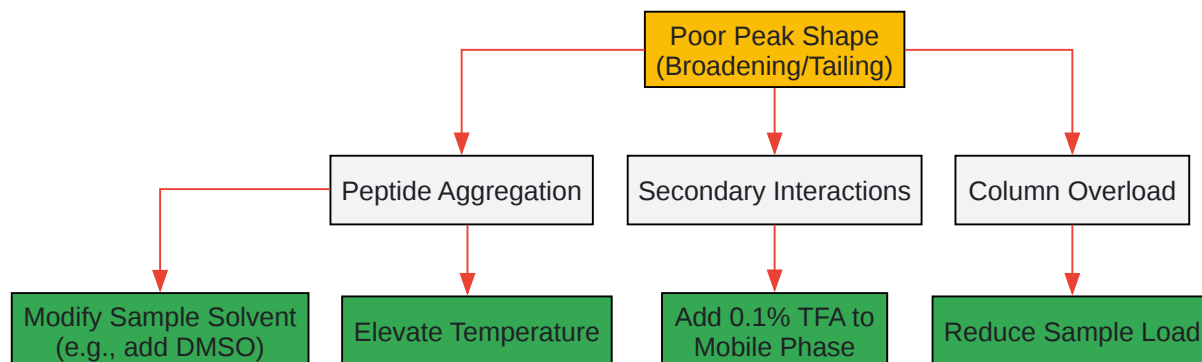 Poor Peak Shape
(Broadening/Tailing)
Peptide Aggregation
Secondary Interactions
Column Overload
Modify Sample Solvent
(e.g., add DMSO)
Elevate Temperature
Add 0.1% TFA to
Mobile Phase
Reduce Sample Load